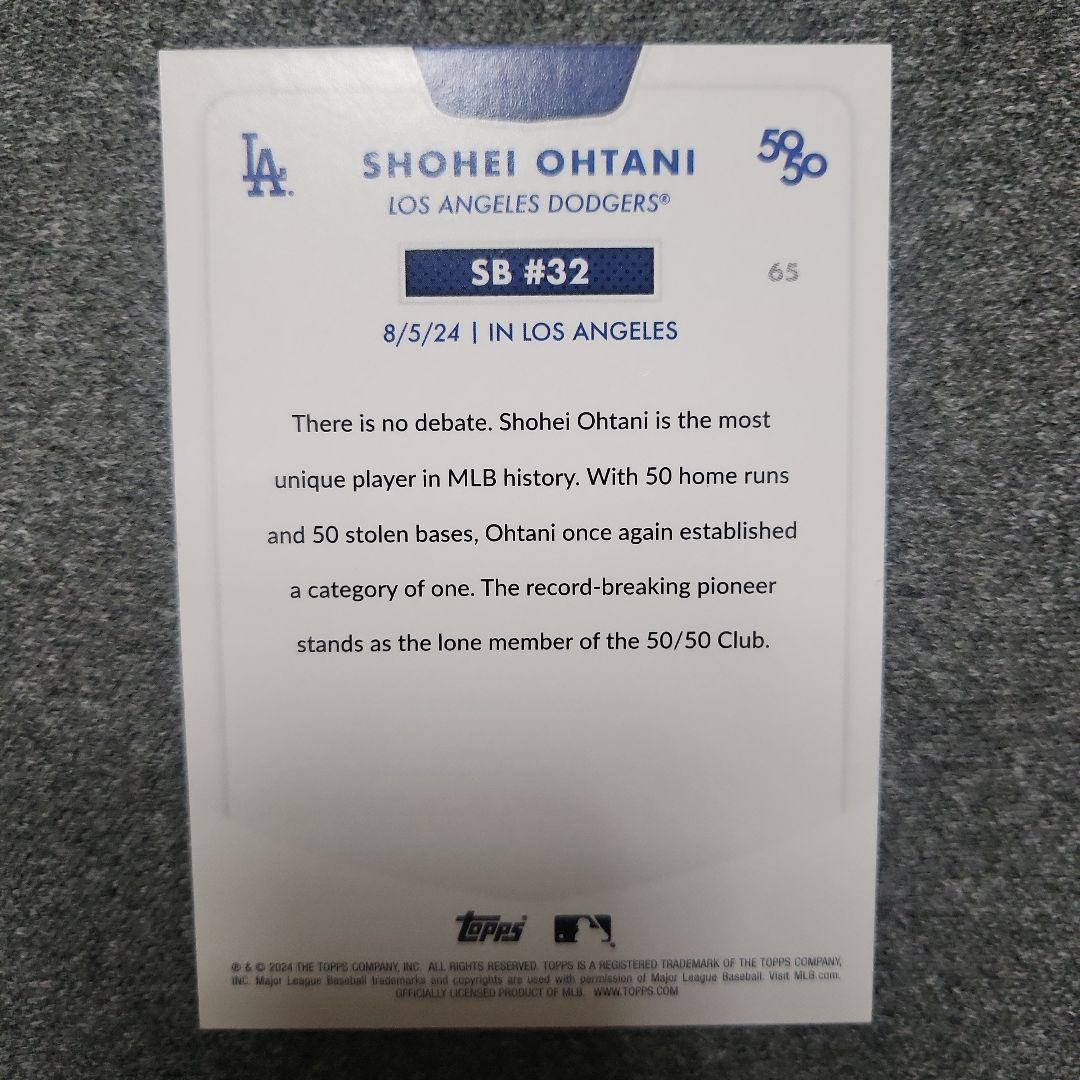 LA
SHOHEI OHTANI
50/50
LOS ANGELES DODGERS®
SB #32
65
8/5/24 | IN LOS ANGELES
There is no debate. Shohei Ohtani is the most
unique player in MLB history. With 50 home runs
and 50 stolen bases, Ohtani once again established
a category of one. The record-breaking pioneer
stands as the lone member of the 50/50 Club.
topps
® & © 2024 THE TOPPS COMPANY, INC. ALL RIGHTS RESERVED. TOPPS IS A REGISTERED TRADEMARK OF THE TOPPS COMPANY,
INC. Major League Baseball trademarks and copyrights are used with permission of Major League Baseball. Visit MLB.com.
OFFICIALLY LICENSED PRODUCT OF MLB. WWW.TOPPS.COM